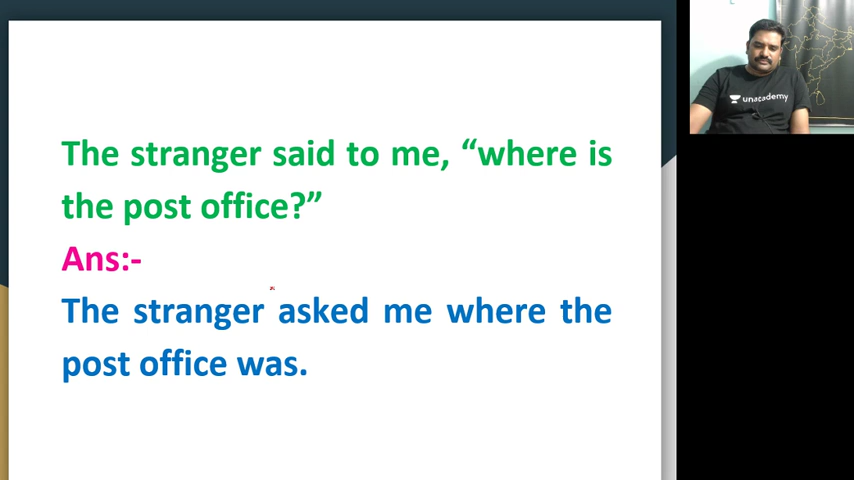 The stranger said to me, “where is
the post office?”
Ans:-
The stranger asked me where the
post office was.
unacademy